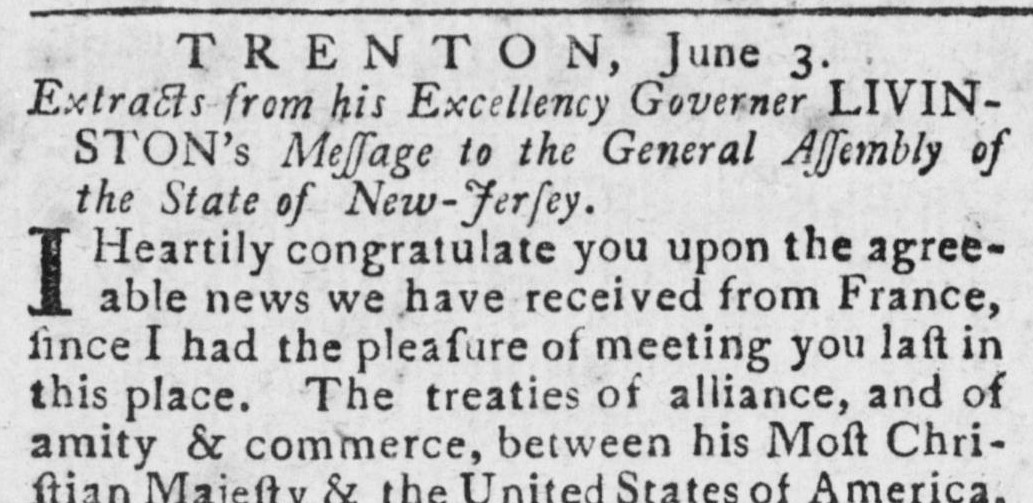 TRENTON, June 3.
Extracts from his Excellency Governer LIVIN-
STON's Meſſage to the General Aſſembly of
the State of New-Jerſey.
I Heartily congratulate you upon the agree-
able news we have received from France,
ſince I had the pleaſure of meeting you laſt in
this place. The treaties of alliance, and of
amity & commerce, between his Moſt Chri-
ſtian Majeſty & the United States of America,